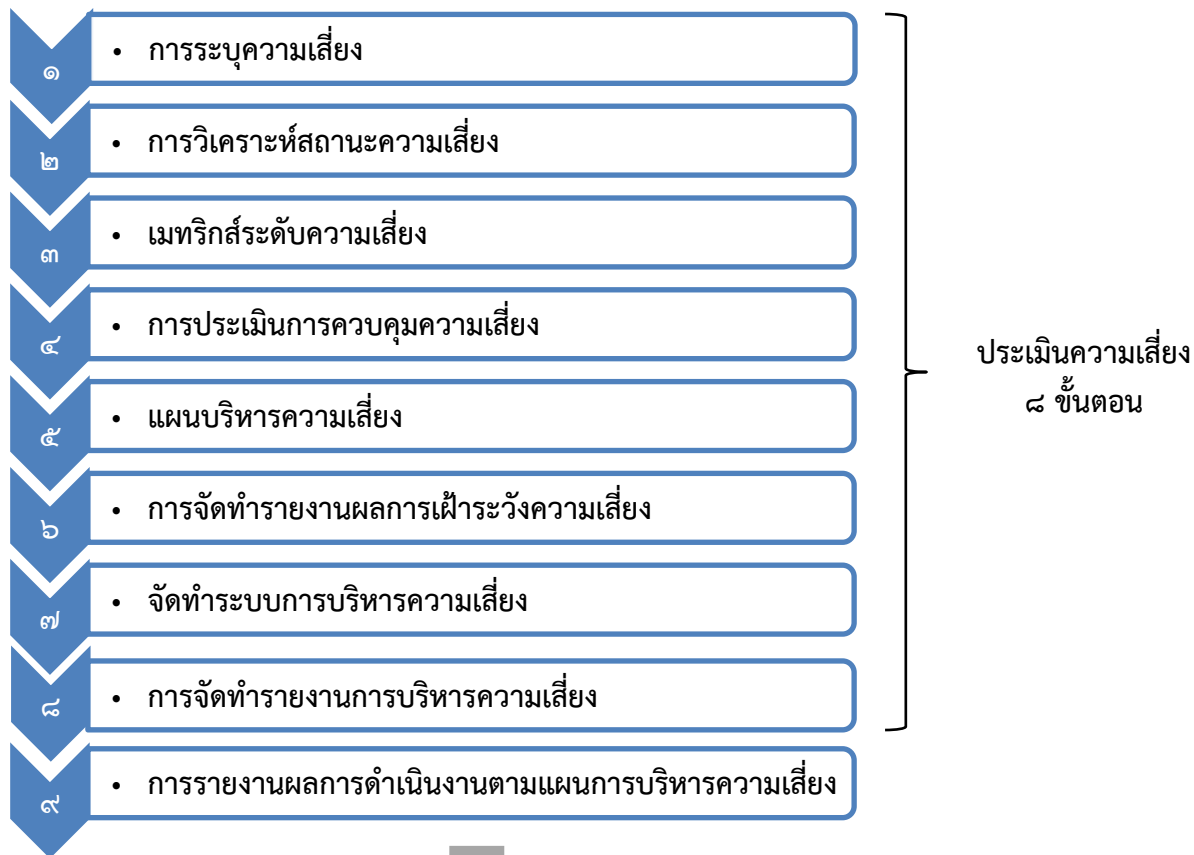 ๑
• การระบุความเสี่ยง
๒
• การวิเคราะห์สถานะความเสี่ยง
๓
• เมทริกส์ระดับความเสี่ยง
๔
• การประเมินการควบคุมความเสี่ยง
๕
• แผนบริหารความเสี่ยง
๖
• การจัดทำรายงานผลการเฝ้าระวังความเสี่ยง
๗
• จัดทำระบบการบริหารความเสี่ยง
๘
• การจัดทำรายงานการบริหารความเสี่ยง
๙
• การรายงานผลการดำเนินงานตามแผนการบริหารความเสี่ยง
ประเมินความเสี่ยง
๘ ขั้นตอน